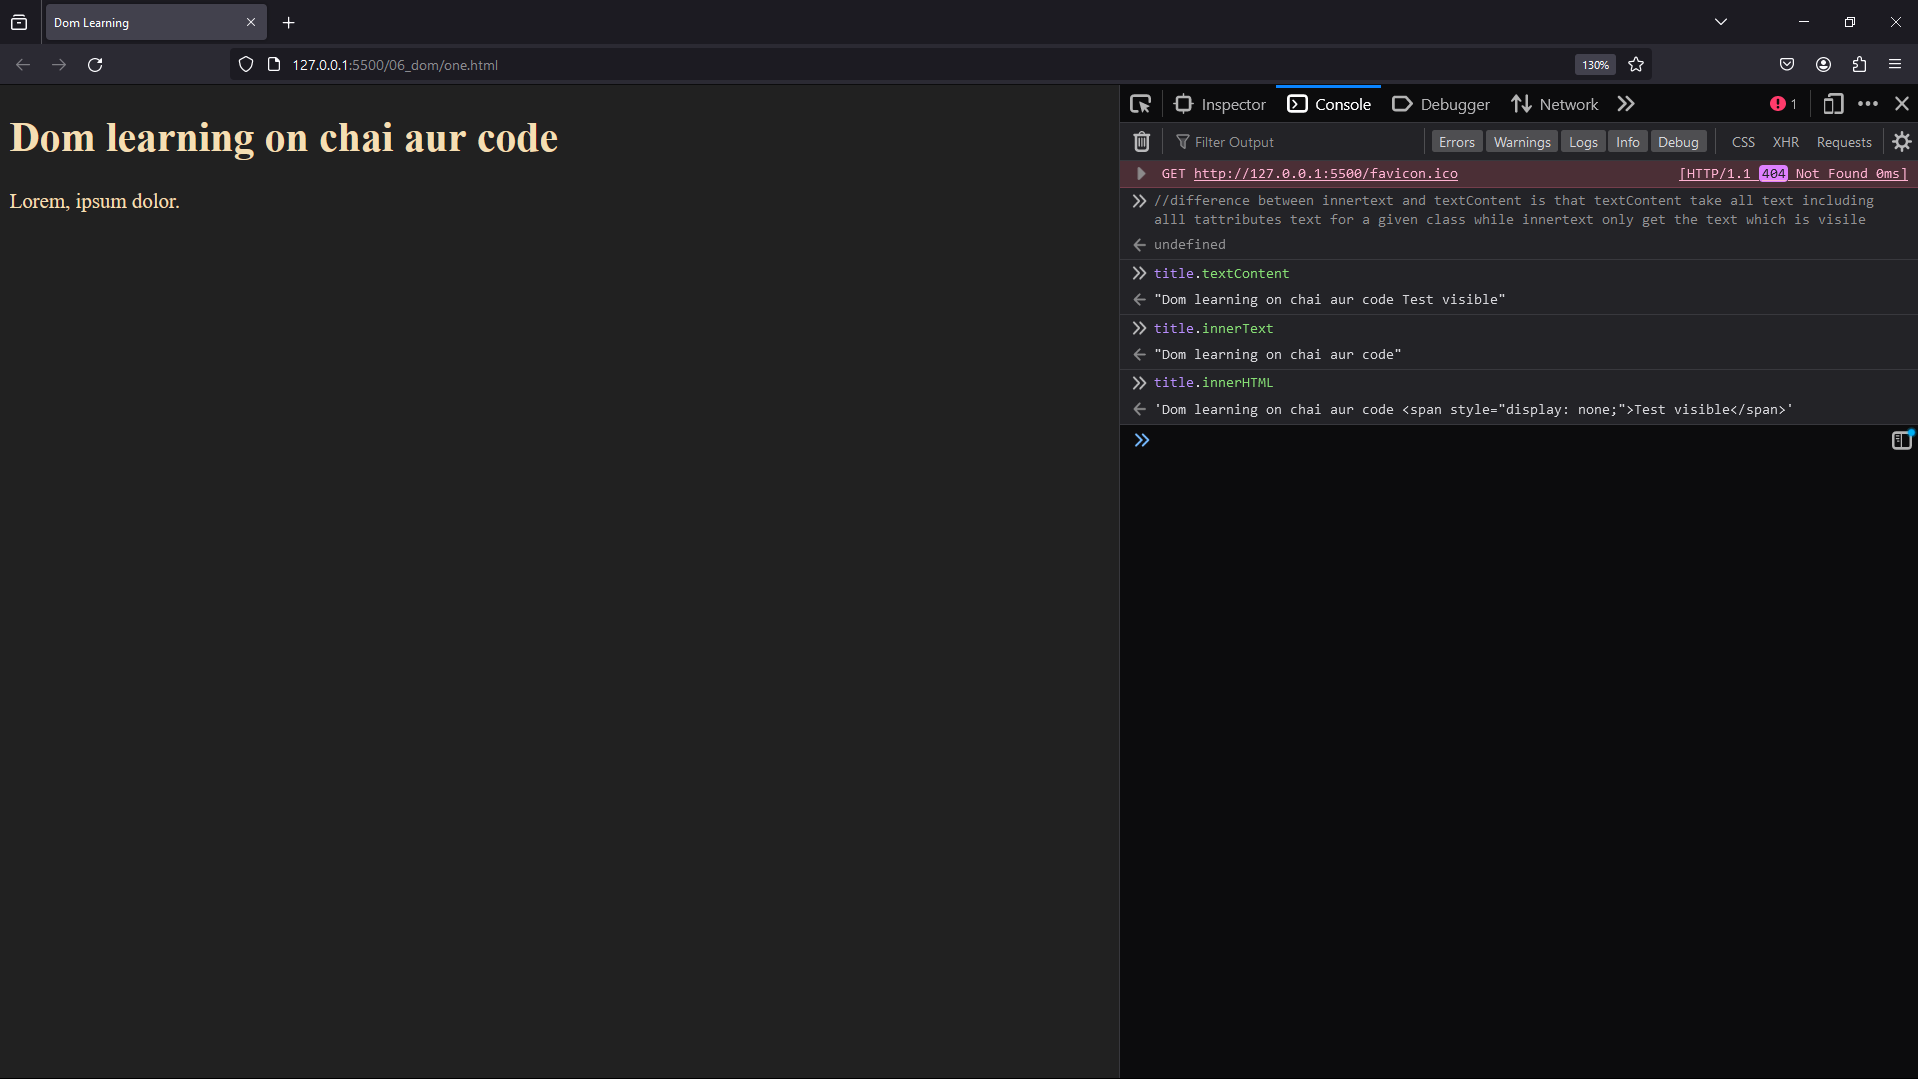 Dom Learning
127.0.0.1:5500/06_dom/one.html
130%
Dom learning on chai aur code
Lorem, ipsum dolor.
Inspector Console Debugger Network 1
Filter Output Errors Warnings Logs Info Debug CSS XHR Requests
GET http://127.0.0.1:5500/favicon.ico [HTTP/1.1 404 Not Found 0ms]
//difference between innertext and textContent is that textContent take all text including
alll tattributes text for a given class while innertext only get the text which is visile
undefined
title.textContent
"Dom learning on chai aur code Test visible"
title.innerText
"Dom learning on chai aur code"
title.innerHTML
'Dom learning on chai aur code <span style="display: none;">Test visible</span>'